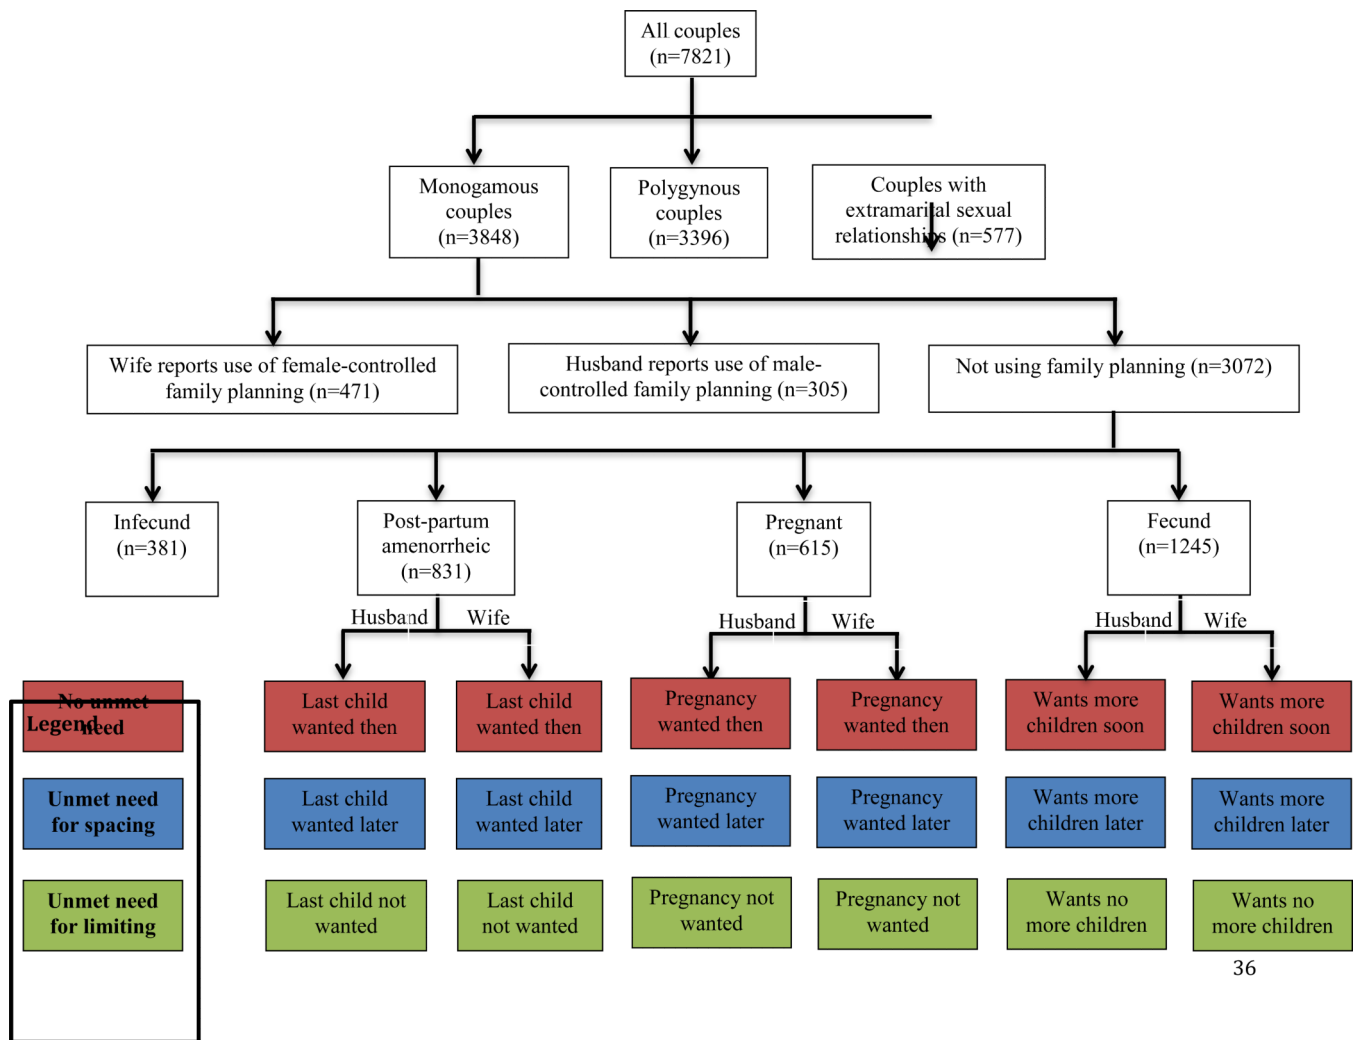 All couples
(n=7821)
Monogamous
couples
(n=3848)
Polygynous
couples
(n=3396)
Couples with
extramarital sexual
relationships (n=577)
Wife reports use of female-controlled
family planning (n=471)
Husband reports use of male-
controlled family planning (n=305)
Not using family planning (n=3072)
Infecund
(n=381)
Post-partum
amenorrheic
(n=831)
Pregnant
(n=615)
Fecund
(n=1245)
Husband
Wife
Husband
Wife
Husband
Wife
Legend
No unmet
need
Last child
wanted then
Last child
wanted then
Pregnancy
wanted then
Pregnancy
wanted then
Wants more
children soon
Wants more
children soon
Unmet need
for spacing
Last child
wanted later
Last child
wanted later
Pregnancy
wanted later
Pregnancy
wanted later
Wants more
children later
Wants more
children later
Unmet need
for limiting
Last child not
wanted
Last child
not wanted
Pregnancy not
wanted
Pregnancy not
wanted
Wants no
more children
Wants no
more children
36